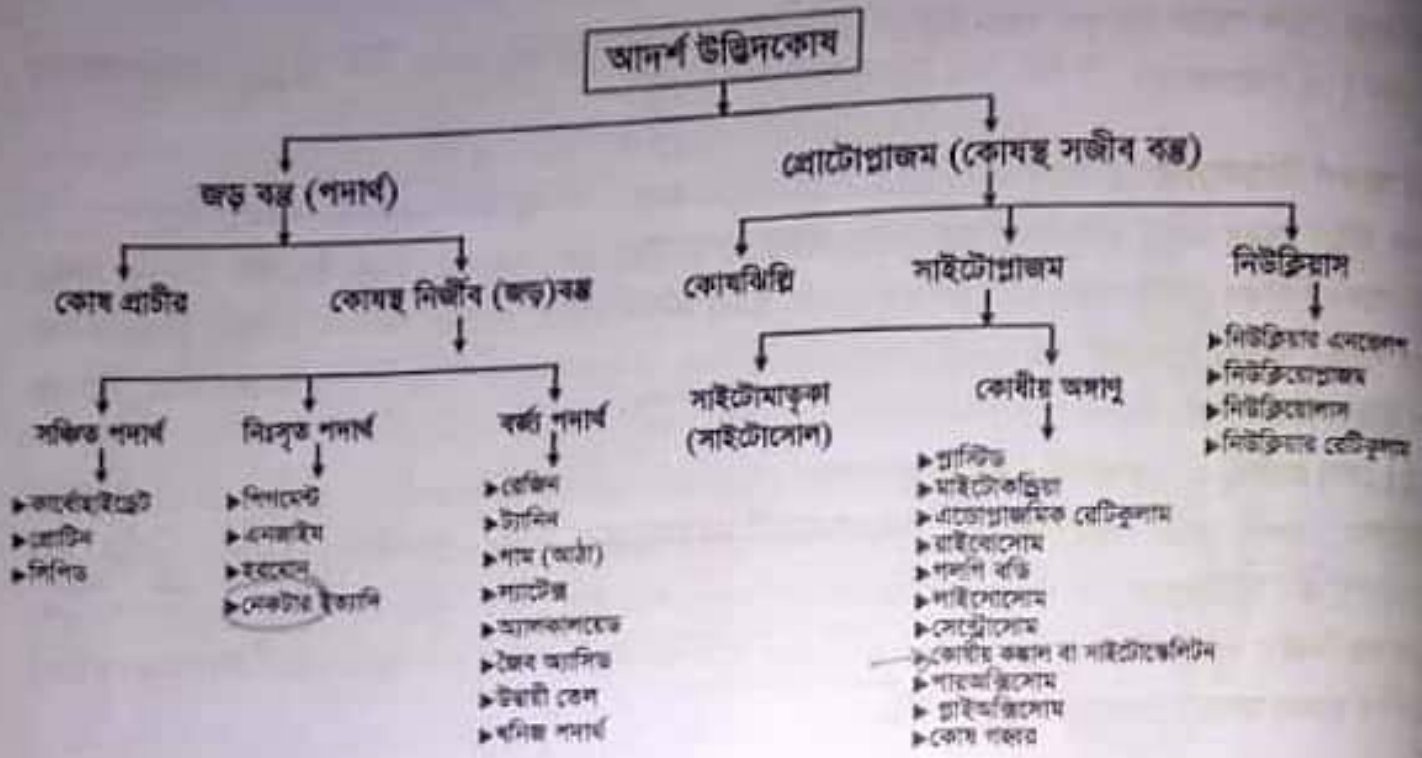 আদর্শ উদ্ভিদকোষ
জড় বস্তু (পদার্থ)
প্রোটোপ্লাজম (কোষস্থ সজীব বস্তু)
কোষ প্রাচীর
কোষস্থ নির্জীব (জড়) বস্তু
কোষঝিল্লি
সাইটোপ্লাজম
নিউক্লিয়াস
সঞ্চিত পদার্থ
নিঃসৃত পদার্থ
বর্জ্য পদার্থ
সাইটোমাতৃকা
(সাইটোসোল)
কোষীয় অঙ্গাণু
▶নিউক্লিয়ার এনভেলপ
▶নিউক্লিয়োপ্লাজম
▶নিউক্লিয়োলাস
▶নিউক্লিয়ার রেটিকুলাম
▶কার্বোহাইড্রেট
▶প্রোটিন
▶লিপিড
▶পিগমেন্ট
▶এনজাইম
▶হরমোন
▶নেকটার ইত্যাদি
▶রেজিন
▶ট্যানিন
▶গাম (আঠা)
▶ল্যাটেক্স
▶অ্যালকালয়েড
▶জৈব অ্যাসিড
▶উদ্বায়ী তেল
▶খনিজ পদার্থ
▶প্লাস্টিড
▶মাইটোকন্ড্রিয়া
▶এন্ডোপ্লাজমিক রেটিকুলাম
▶রাইবোসোম
▶গলগি বডি
▶লাইসোসোম
▶সেন্ট্রোসোম
▶কোষীয় কঙ্কাল বা সাইটোস্কেলিটন
▶পারঅক্সিসোম
▶গ্লাইঅক্সিসোম
▶কোষ গহ্বর